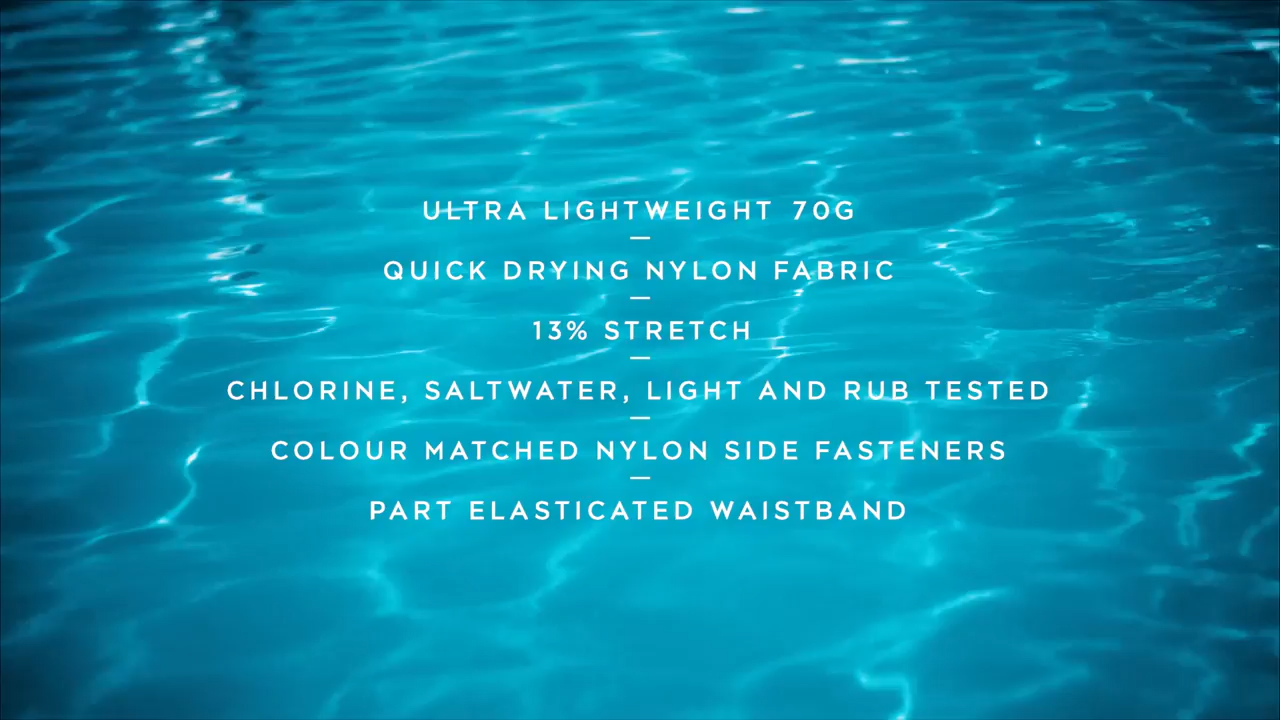 ULTRA LIGHTWEIGHT 70G
QUICK DRYING NYLON FABRIC
13% STRETCH
CHLORINE, SALTWATER, LIGHT AND RUB TESTED
COLOUR MATCHED NYLON SIDE FASTENERS
PART ELASTICATED WAISTBAND